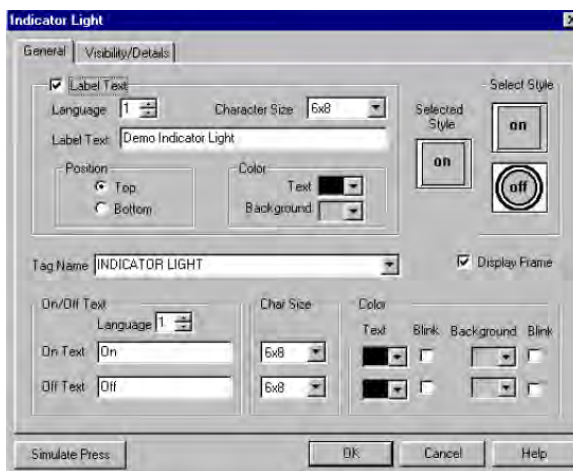 Indicator Light
General Visibility/Details
Label Text
Select Style
Language 1 Character Size 6x8
Selected Style
on
Label Text Demo Indicator Light
on
off
Position
Color
Top
Text
Bottom
Background
Tag Name INDICATOR LIGHT
Display Frame
On/Off Text
Char Size
Color
Language 1
Text Blink Background Blink
On Text On 6x8
Off Text Off 6x8
Simulate Press OK Cancel Help